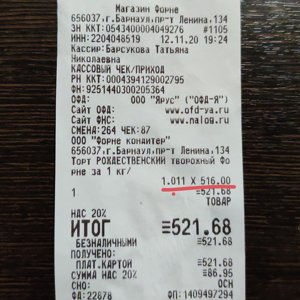 Магазин Форне
656037,г.Барнаул,пр-т Ленина,134
ЗН ККТ:0543400004049276 #1105
ИНН:2204048519 12.11.20 19:24
Кассир:Барсукова Татьяна
Николаевна
КАССОВЫЙ ЧЕК/ПРИХОД
РН ККТ:0004394129002795
ФН:9251440300205364
ОФД: ООО "Ярус" ("ОФД-Я")
Сайт ОФД: www.ofd-ya.ru
Сайт ФНС: www.nalog.ru
СМЕНА:264 ЧЕК:87
ООО "Форне кондитер"
656037,г.Барнаул,пр-т Ленина,134
Торт РОЖДЕСТВЕНСКИЙ творожный Фо
рне за 1 кг/
1.011 X 516.00
1 ≡521.68
ТОВАР
НДС 20%
ИТОГ ≡521.68
БЕЗНАЛИЧНЫМИ ≡521.68
ПОЛУЧЕНО:
ПЛАТ.КАРТОЙ ≡521.68
СУММА НДС 20% ≡86.95
СНО: ОСН
ФД:22878 ФП:1409497294